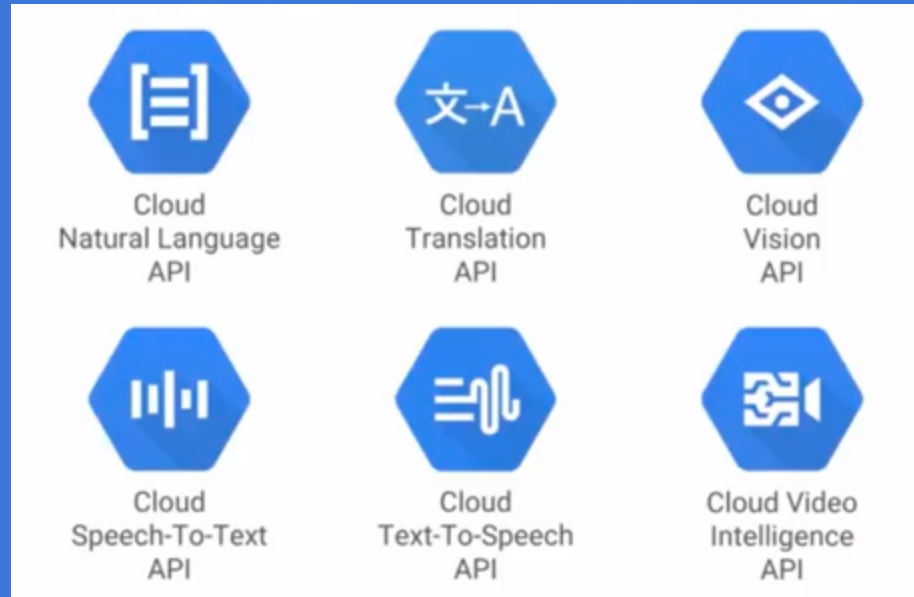 文→A
Cloud
Natural Language
API
Cloud
Translation
API
Cloud
Vision
API
Cloud
Speech-To-Text
API
Cloud
Text-To-Speech
API
Cloud Video
Intelligence
API